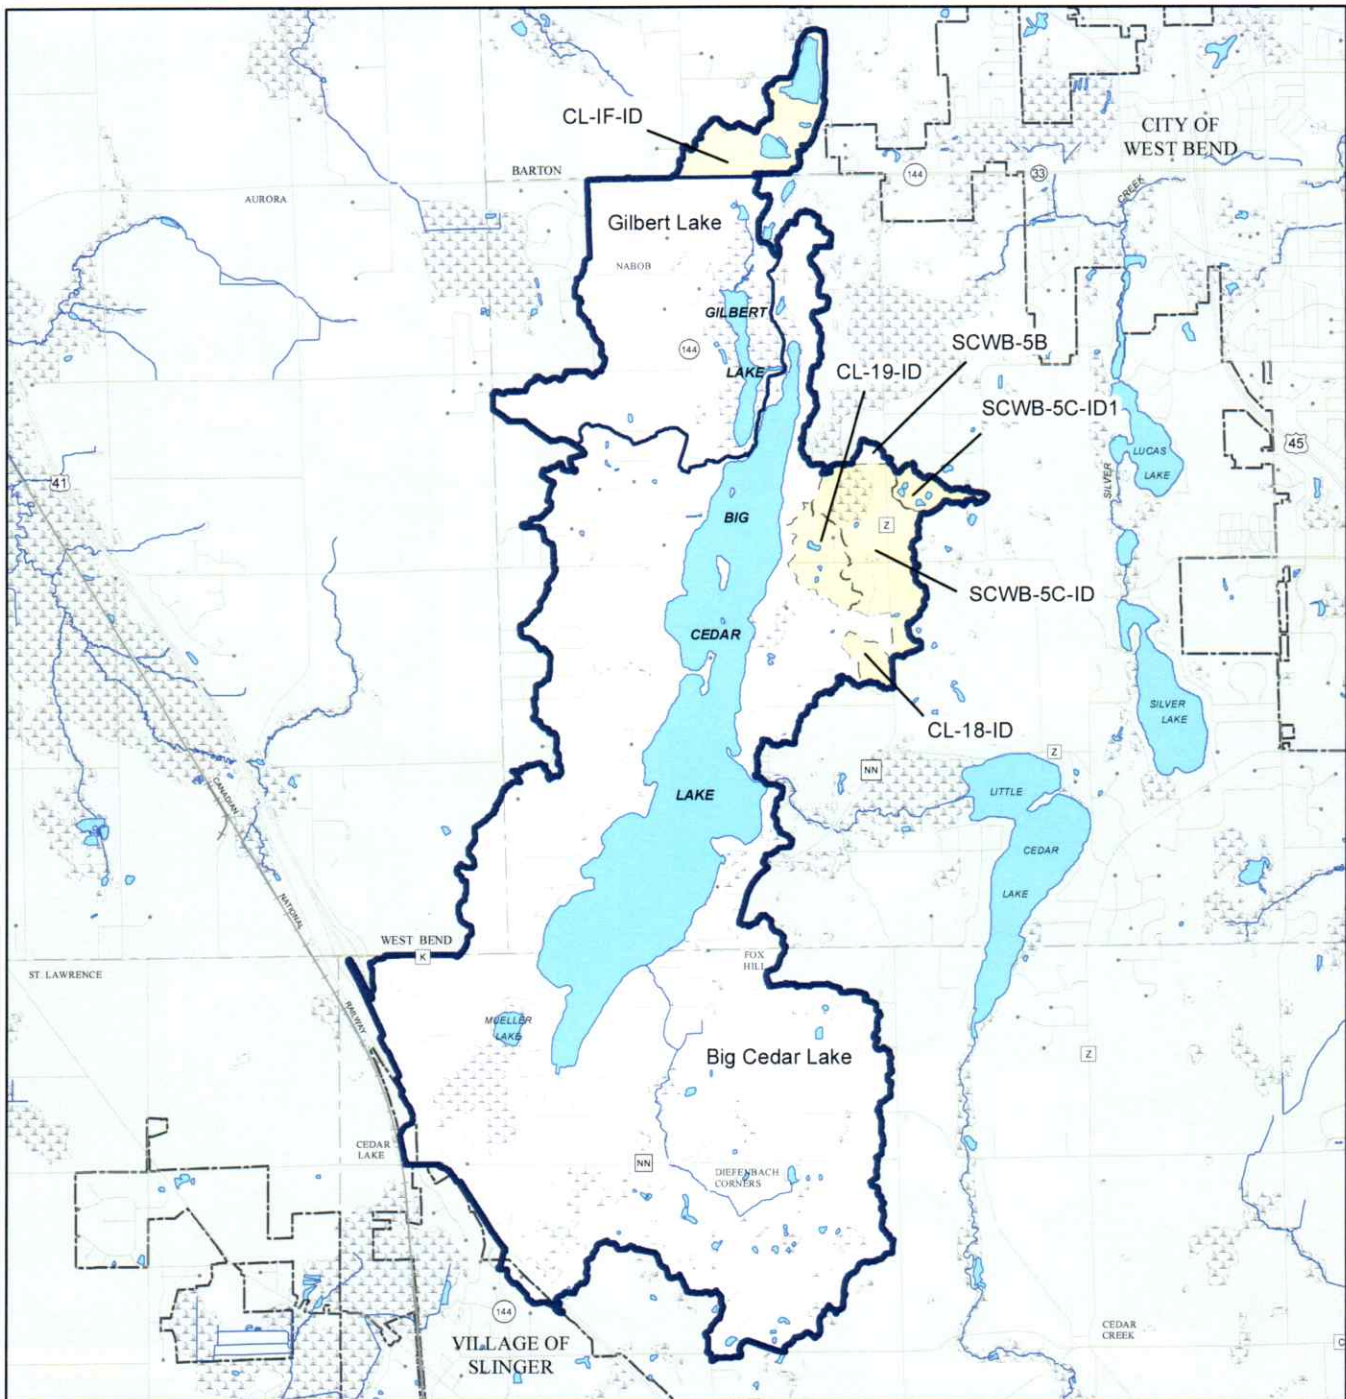 CL-IF-ID
CITY OF
WEST BEND
BARTON
144
33
CREEK
AURORA
Gilbert Lake
NABOB
GILBERT
144
LAKE
SCWB-5B
CL-19-ID
SCWB-5C-ID1
SILVER
LUCAS
LAKE
45
41
BIG
Z
SCWB-5C-ID
CEDAR
SILVER
LAKE
CL-18-ID
Z
NN
LITTLE
LAKE
CANADIAN
CEDAR
LAKE
NATIONAL
WEST BEND
K
FOX
HILL
ST. LAWRENCE
RAILWAY
MUELLER
LAKE
Big Cedar Lake
Z
CEDAR
LAKE
NN
DIEFENBACH
CORNERS
144
VILLAGE OF
SLINGER
CEDAR
CREEK
C